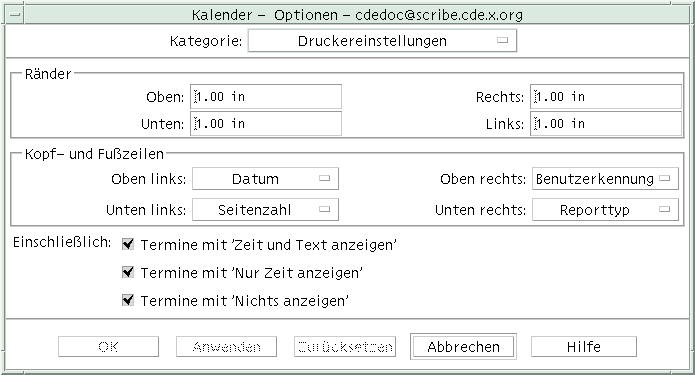 Kalender – Optionen – cdedoc@scribe.cde.x.org
Kategorie: Druckereinstellungen
Ränder
Oben: 1.00 in Rechts: 1.00 in
Unten: 1.00 in Links: 1.00 in
Kopf– und Fußzeilen
Oben links: Datum Oben rechts: Benutzerkennung
Unten links: Seitenzahl Unten rechts: Reporttyp
Einschließlich: Termine mit 'Zeit und Text anzeigen'
Termine mit 'Nur Zeit anzeigen'
Termine mit 'Nichts anzeigen'
OK Anwenden Zurücksetzen Abbrechen Hilfe